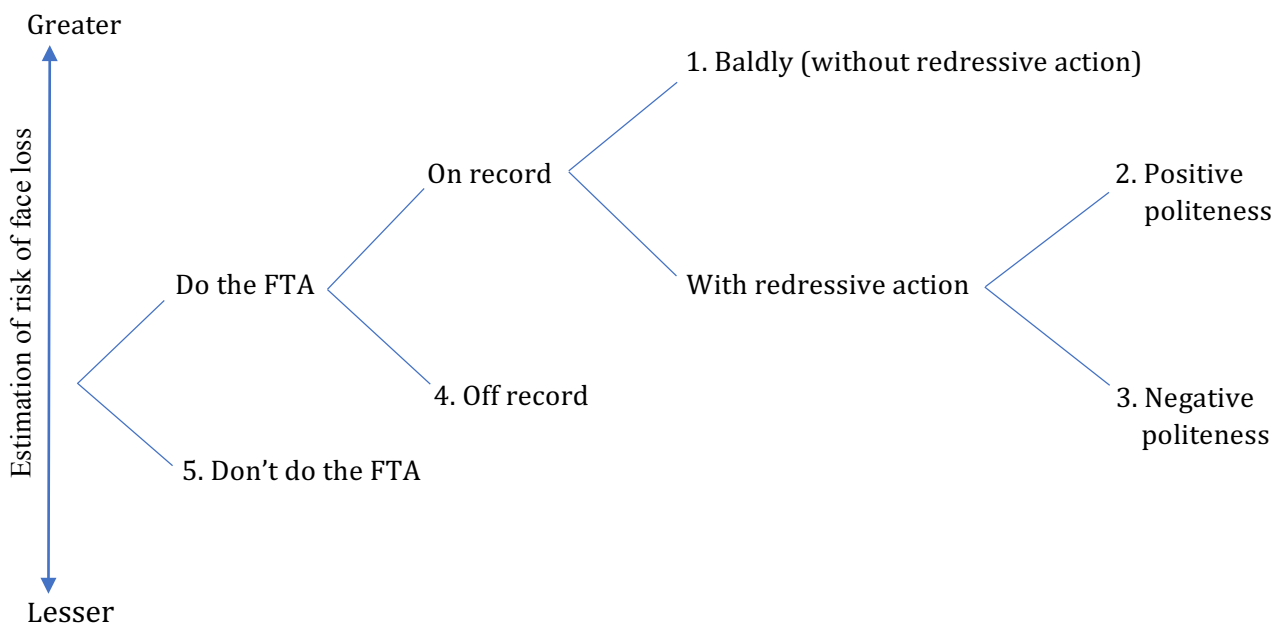 Greater
1. Baldly (without redressive action)
On record
2. Positive
politeness
Estimation of risk of face loss
Do the FTA
With redressive action
4. Off record
3. Negative
politeness
5. Don’t do the FTA
Lesser